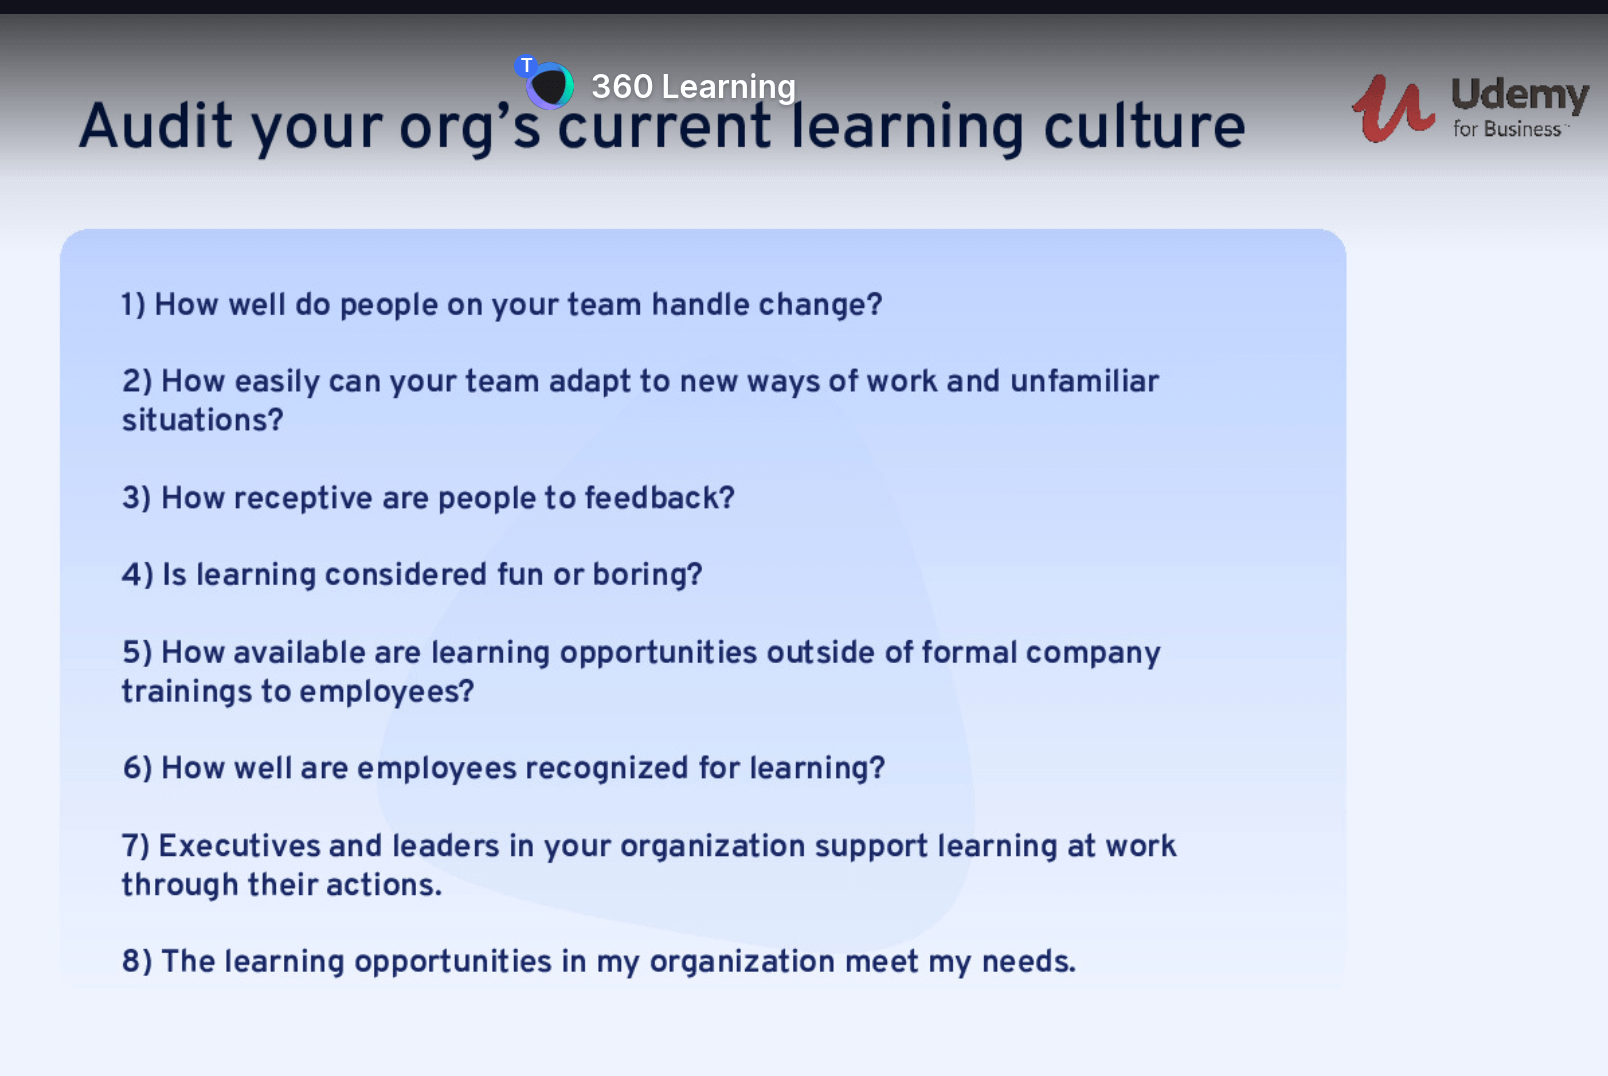 T
360 Learning
Audit your org’s current learning culture
Udemy
for Business
1) How well do people on your team handle change?
2) How easily can your team adapt to new ways of work and unfamiliar
situations?
3) How receptive are people to feedback?
4) Is learning considered fun or boring?
5) How available are learning opportunities outside of formal company
trainings to employees?
6) How well are employees recognized for learning?
7) Executives and leaders in your organization support learning at work
through their actions.
8) The learning opportunities in my organization meet my needs.